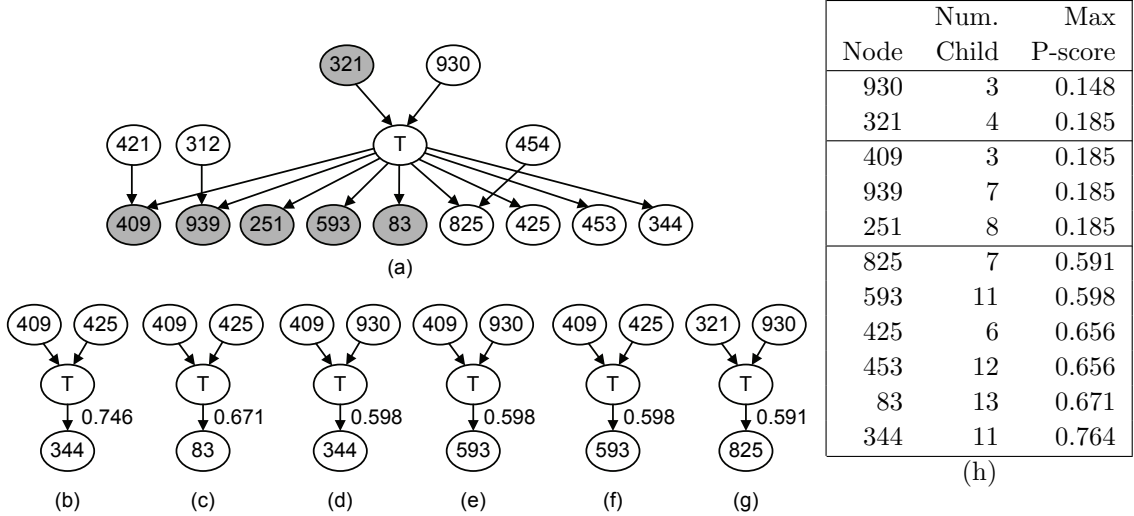 321 930
421 312 T 454
409 939 251 593 83 825 425 453 344
(a)
409 425 409 425 409 930 409 930 409 425 321 930
T T T T T T
0.746 0.671 0.598 0.598 0.598 0.591
344 83 344 593 593 825
(b) (c) (d) (e) (f) (g)
Num. Max
Node Child P-score
930 3 0.148
321 4 0.185
409 3 0.185
939 7 0.185
251 8 0.185
825 7 0.591
593 11 0.598
425 6 0.656
453 12 0.656
83 13 0.671
344 11 0.764
(h)